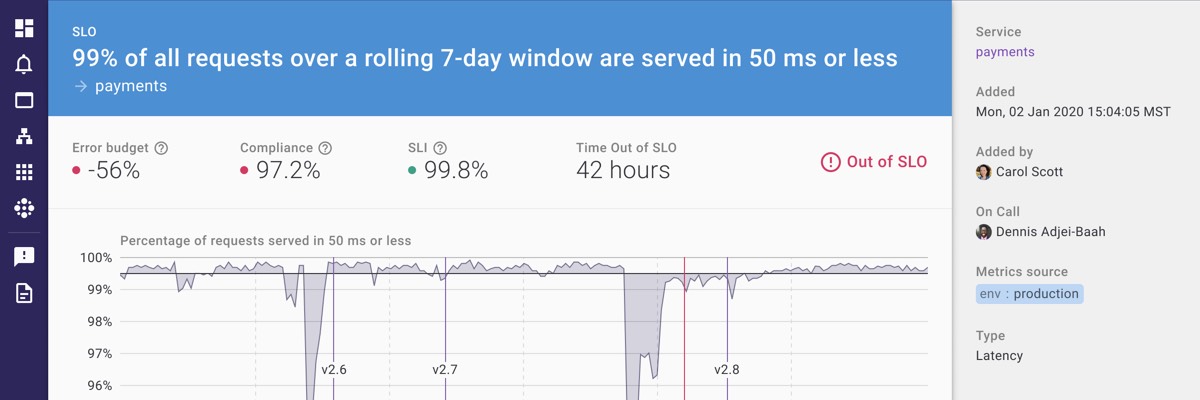 SLO
99% of all requests over a rolling 7-day window are served in 50 ms or less
→ payments
Error budget ?
-56%
Compliance ?
97.2%
SLI ?
99.8%
Time Out of SLO
42 hours
! Out of SLO
Percentage of requests served in 50 ms or less
100%
99%
98%
97%
96%
v2.6
v2.7
v2.8
Service
payments
Added
Mon, 02 Jan 2020 15:04:05 MST
Added by
Carol Scott
On Call
Dennis Adjei-Baah
Metrics source
env : production
Type
Latency